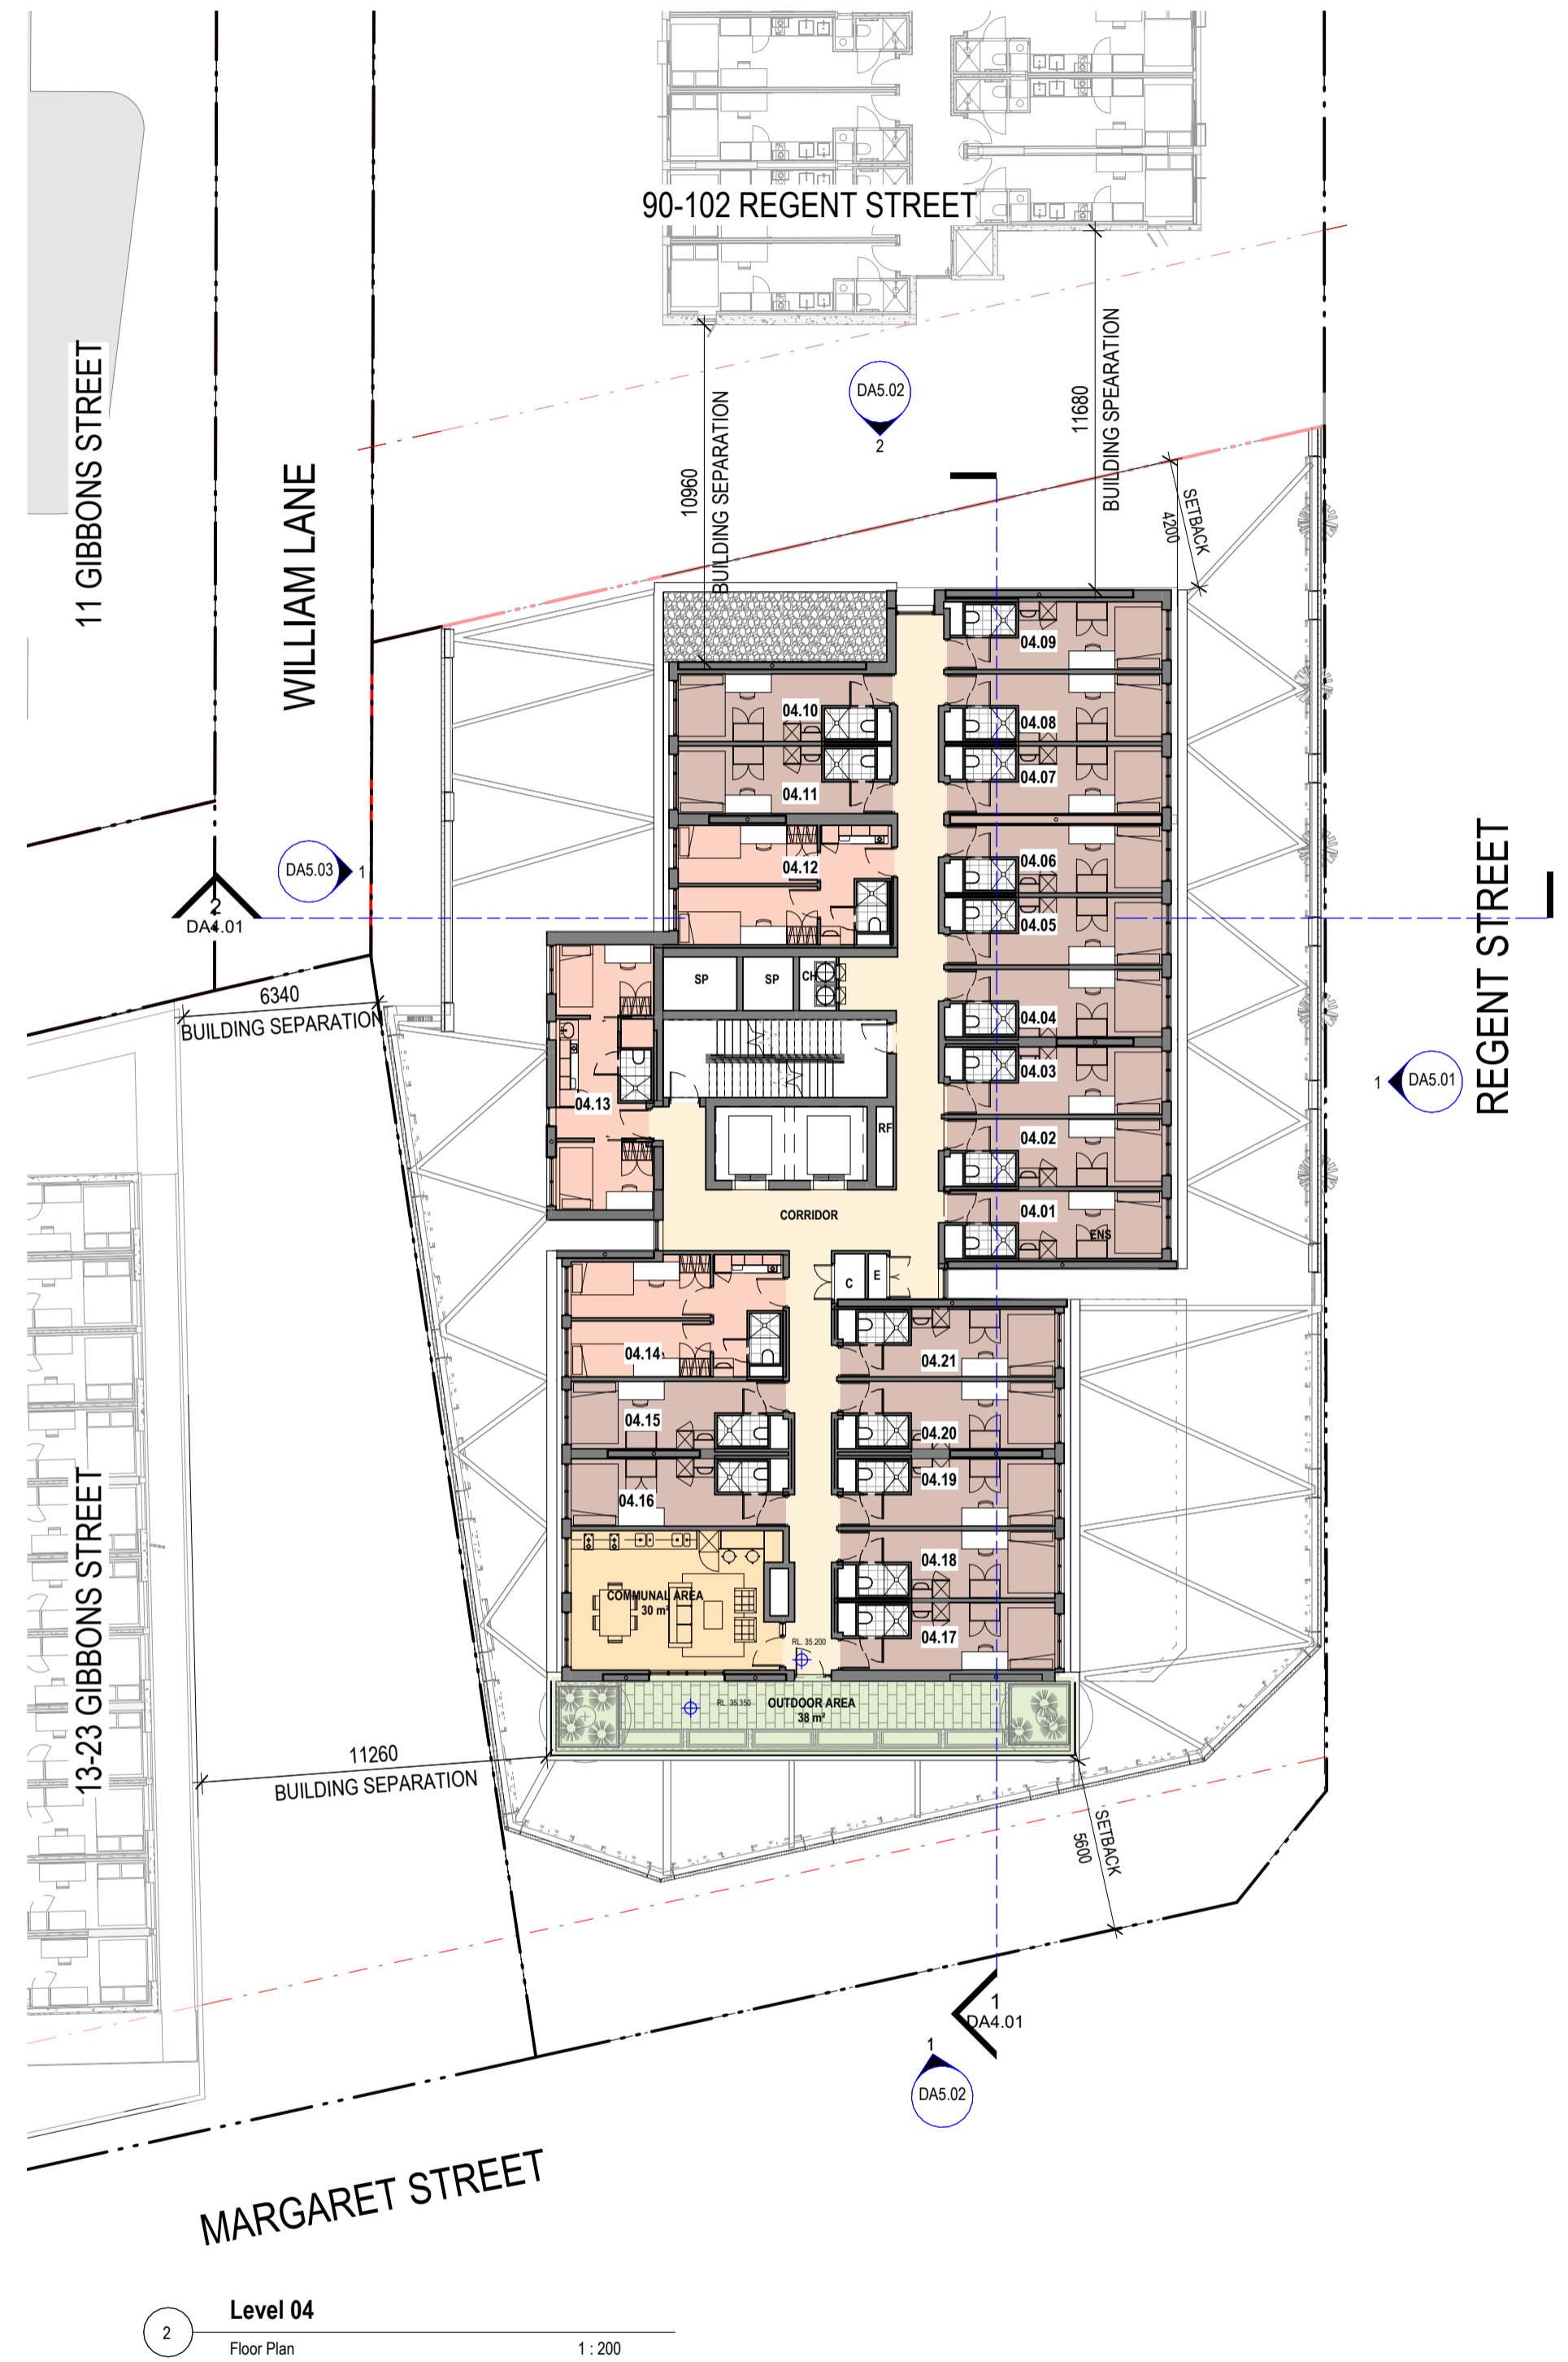 90-102 REGENT STREET
11 GIBBONS STREET
WILLIAM LANE
DA5.02
2
10960
BUILDING SEPARATION
11680
BUILDING SPEARATION
SETBACK
4200
04.09
04.10
04.08
04.07
04.11
04.12
04.06
04.05
DA5.03
1
2
DA4.01
REGENT STREET
6340
BUILDING SEPARATION
SP
SP
CH
04.04
04.03
04.13
RF
04.02
1
DA5.01
04.01
ENS
CORRIDOR
C
E
04.14
04.21
04.15
04.20
04.16
04.19
04.18
COMMUNAL AREA
30 m²
04.17
RL. 35.200
RL. 35.350
OUTDOOR AREA
38 m²
13-23 GIBBONS STREET
11260
BUILDING SEPARATION
SETBACK
5600
1
DA4.01
1
DA5.02
MARGARET STREET
2
Level 04
Floor Plan
1 : 200